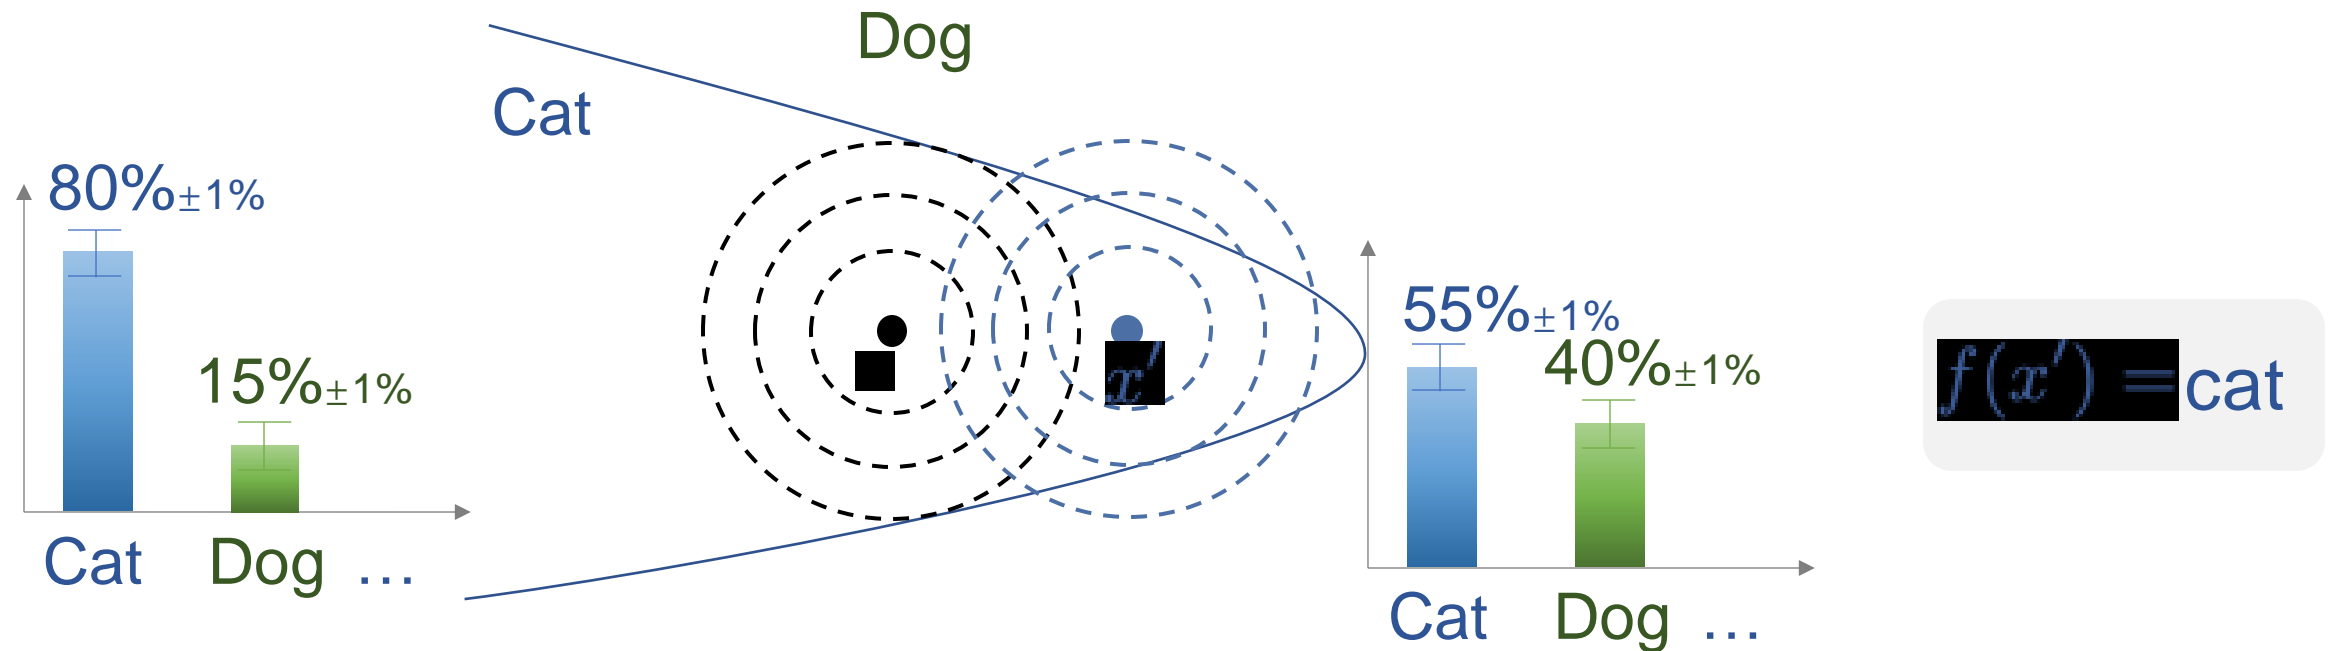 Dog
Cat
80%±1%
15%±1%
Cat Dog ...
x′
55%±1%
40%±1%
Cat Dog ...
f(x′) = cat